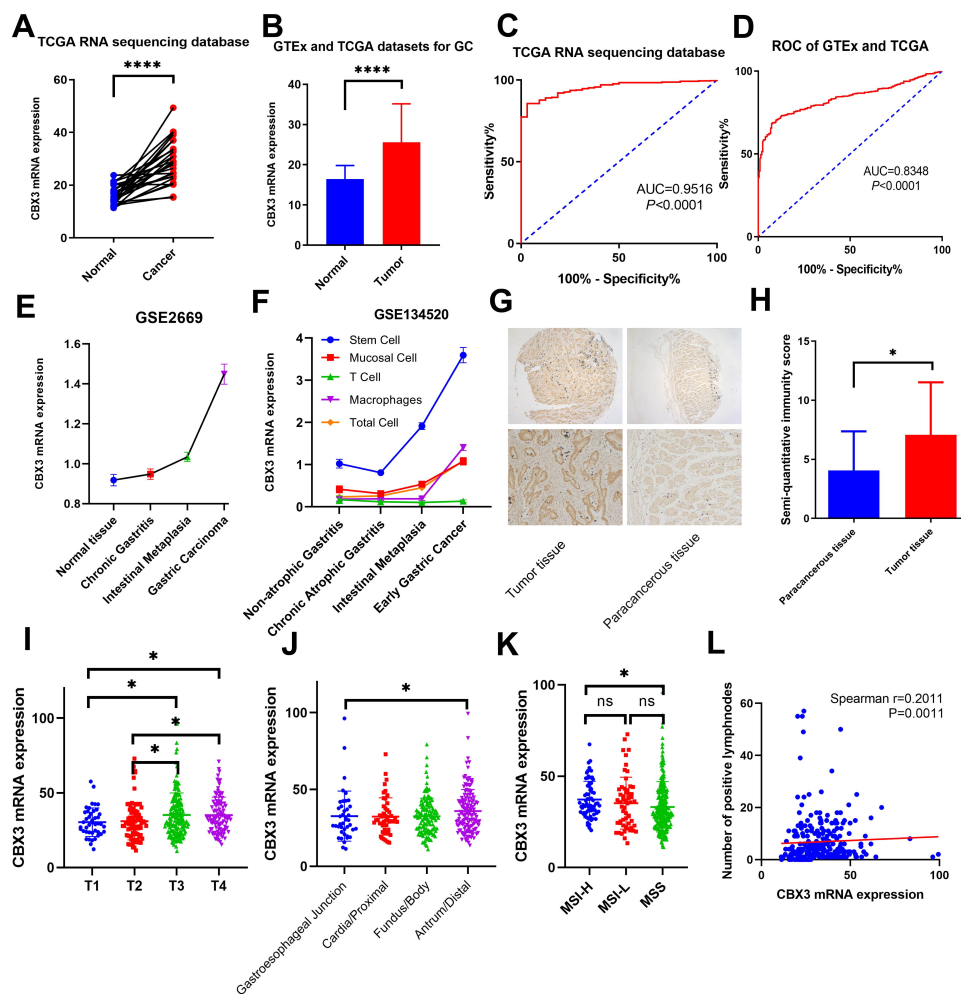 A
TCGA RNA sequencing database
****
CBX3 mRNA expression
60
40
20
0
Normal
Cancer
B
GTEx and TCGA datasets for GC
****
CBX3 mRNA expression
40
30
20
10
0
Normal
Tumor
C
TCGA RNA sequencing database
Sensitivity%
100
50
0
0
50
100
AUC=0.9516
P<0.0001
100% - Specificity%
D
ROC of GTEx and TCGA
Sensitivity%
100
50
0
0
50
100
AUC=0.8348
P<0.0001
100% - Specificity%
E
GSE2669
CBX3 mRNA expression
1.6
1.4
1.2
1.0
0.8
Normal tissue
Chronic Gastritis
Intestinal Metaplasia
Gastric Carcinoma
F
GSE134520
CBX3 mRNA expression
5
4
3
2
1
0
Stem Cell
Mucosal Cell
T Cell
Macrophages
Total Cell
Non-atrophic Gastritis
Chronic Atrophic Gastritis
Intestinal Metaplasia
Early Gastric Cancer
G
Tumor tissue
Paracancerous tissue
H
Semi-quantitative immunity score
15
10
5
0
*
Paracancerous tissue
Tumor tissue
I
CBX3 mRNA expression
100
50
0
*
*
*
*
T1
T2
T3
T4
J
CBX3 mRNA expression
100
50
0
*
Gastroesophageal Junction
Cardia/Proximal
Fundus/Body
Antrum/Distal
K
CBX3 mRNA expression
100
50
0
*
ns
ns
MSI-H
MSI-L
MSS
L
Spearman r=0.2011
P=0.0011
Number of positive lymphnodes
80
60
40
20
0
0
50
100
CBX3 mRNA expression